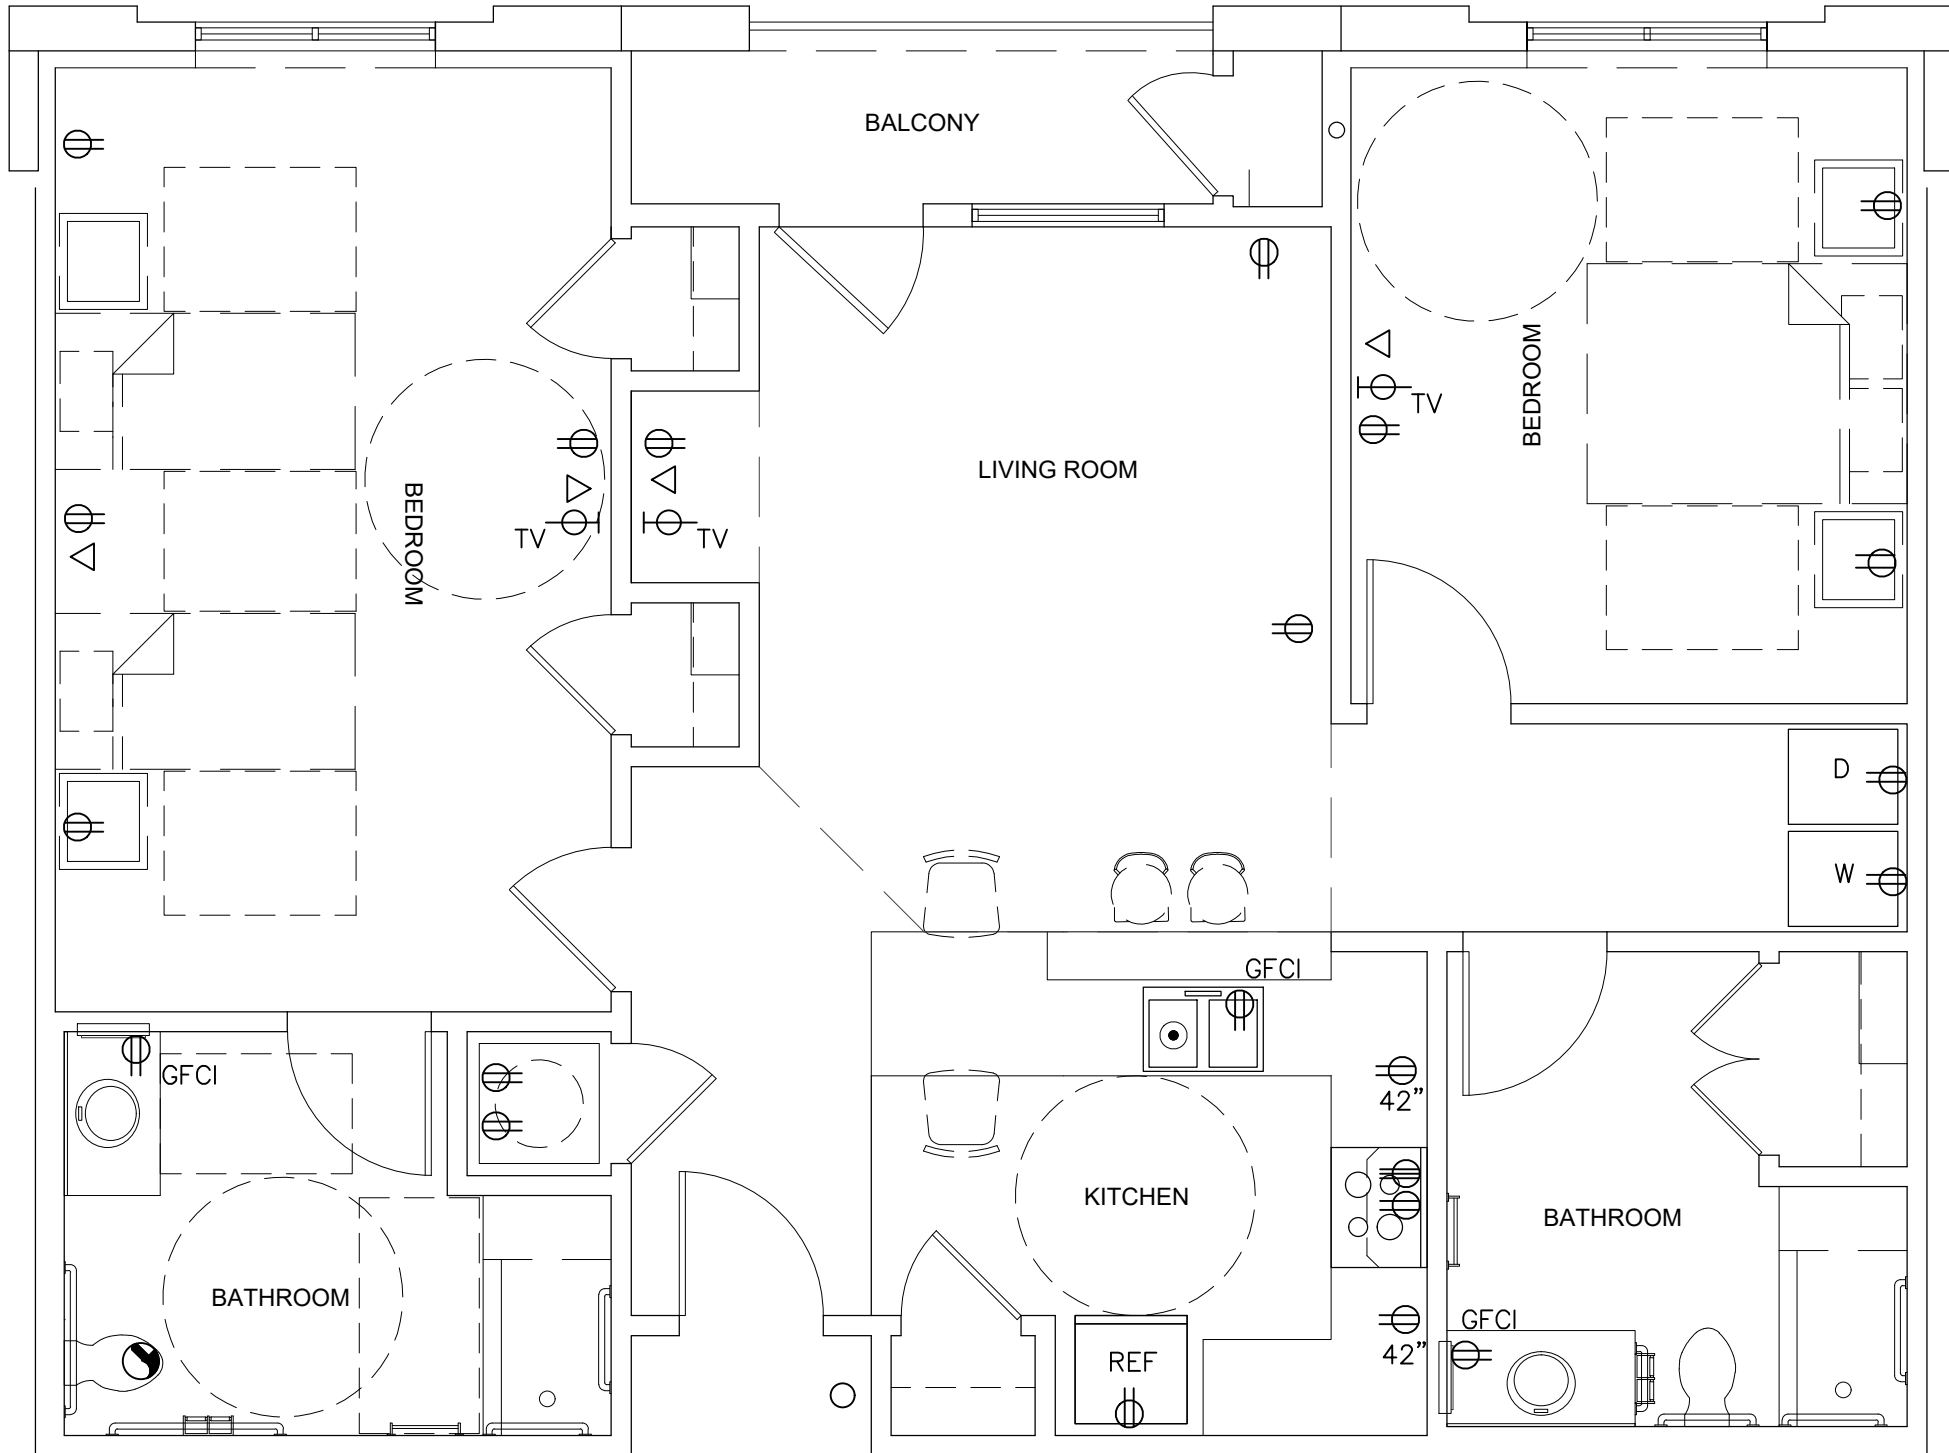 BALCONY
BEDROOM
TV
LIVING ROOM
BEDROOM
TV
TV
D
W
GFCI
GFCI
42"
KITCHEN
BATHROOM
BATHROOM
GFCI
42"
REF